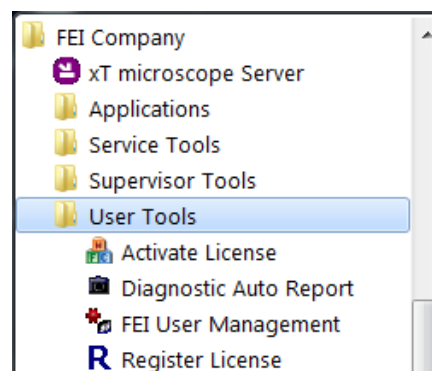 FEI Company
xT microscope Server
Applications
Service Tools
Supervisor Tools
User Tools
Activate License
Diagnostic Auto Report
FEI User Management
R Register License